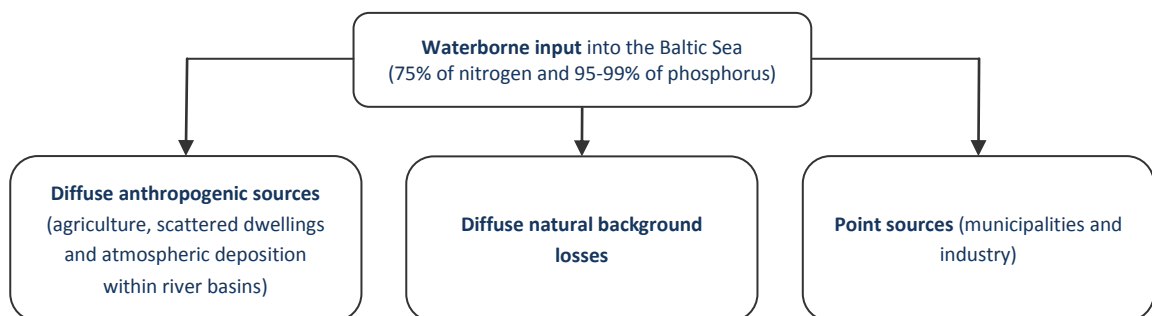 Waterborne input into the Baltic Sea
(75% of nitrogen and 95-99% of phosphorus)
Diffuse anthropogenic sources
(agriculture, scattered dwellings
and atmospheric deposition
within river basins)
Diffuse natural background
losses
Point sources (municipalities and
industry)